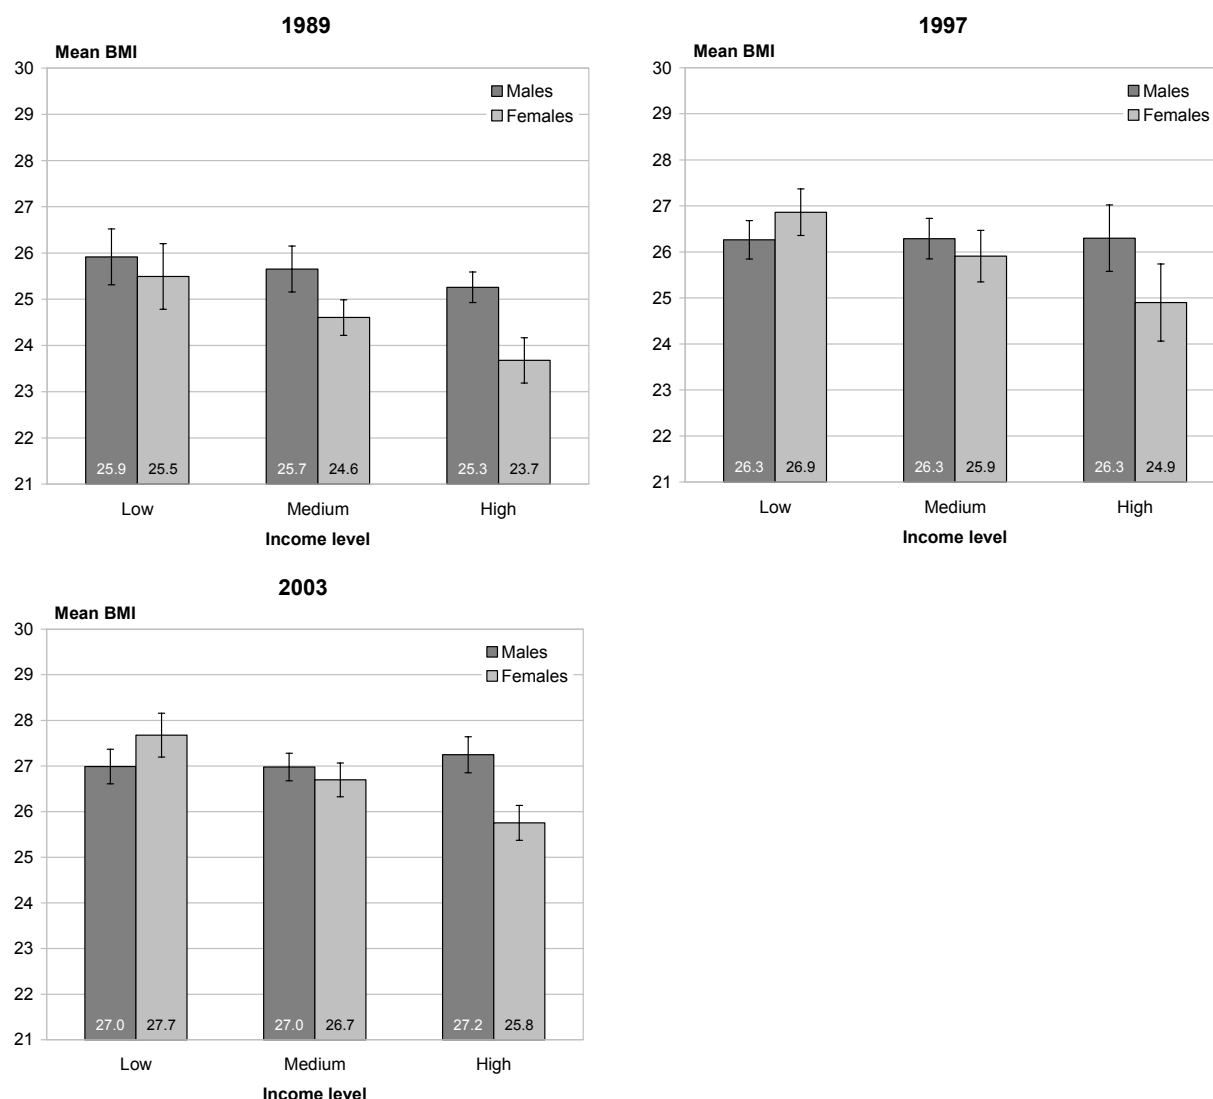 1989
Mean BMI
30
29
28
27
26
25
24
23
22
21
Males
Females
25.9 25.5 25.7 24.6 25.3 23.7
Low Medium High
Income level
1997
Mean BMI
30
29
28
27
26
25
24
23
22
21
Males
Females
26.3 26.9 26.3 25.9 26.3 24.9
Low Medium High
Income level
2003
Mean BMI
30
29
28
27
26
25
24
23
22
21
Males
Females
27.0 27.7 27.0 26.7 27.2 25.8
Low Medium High
Income level